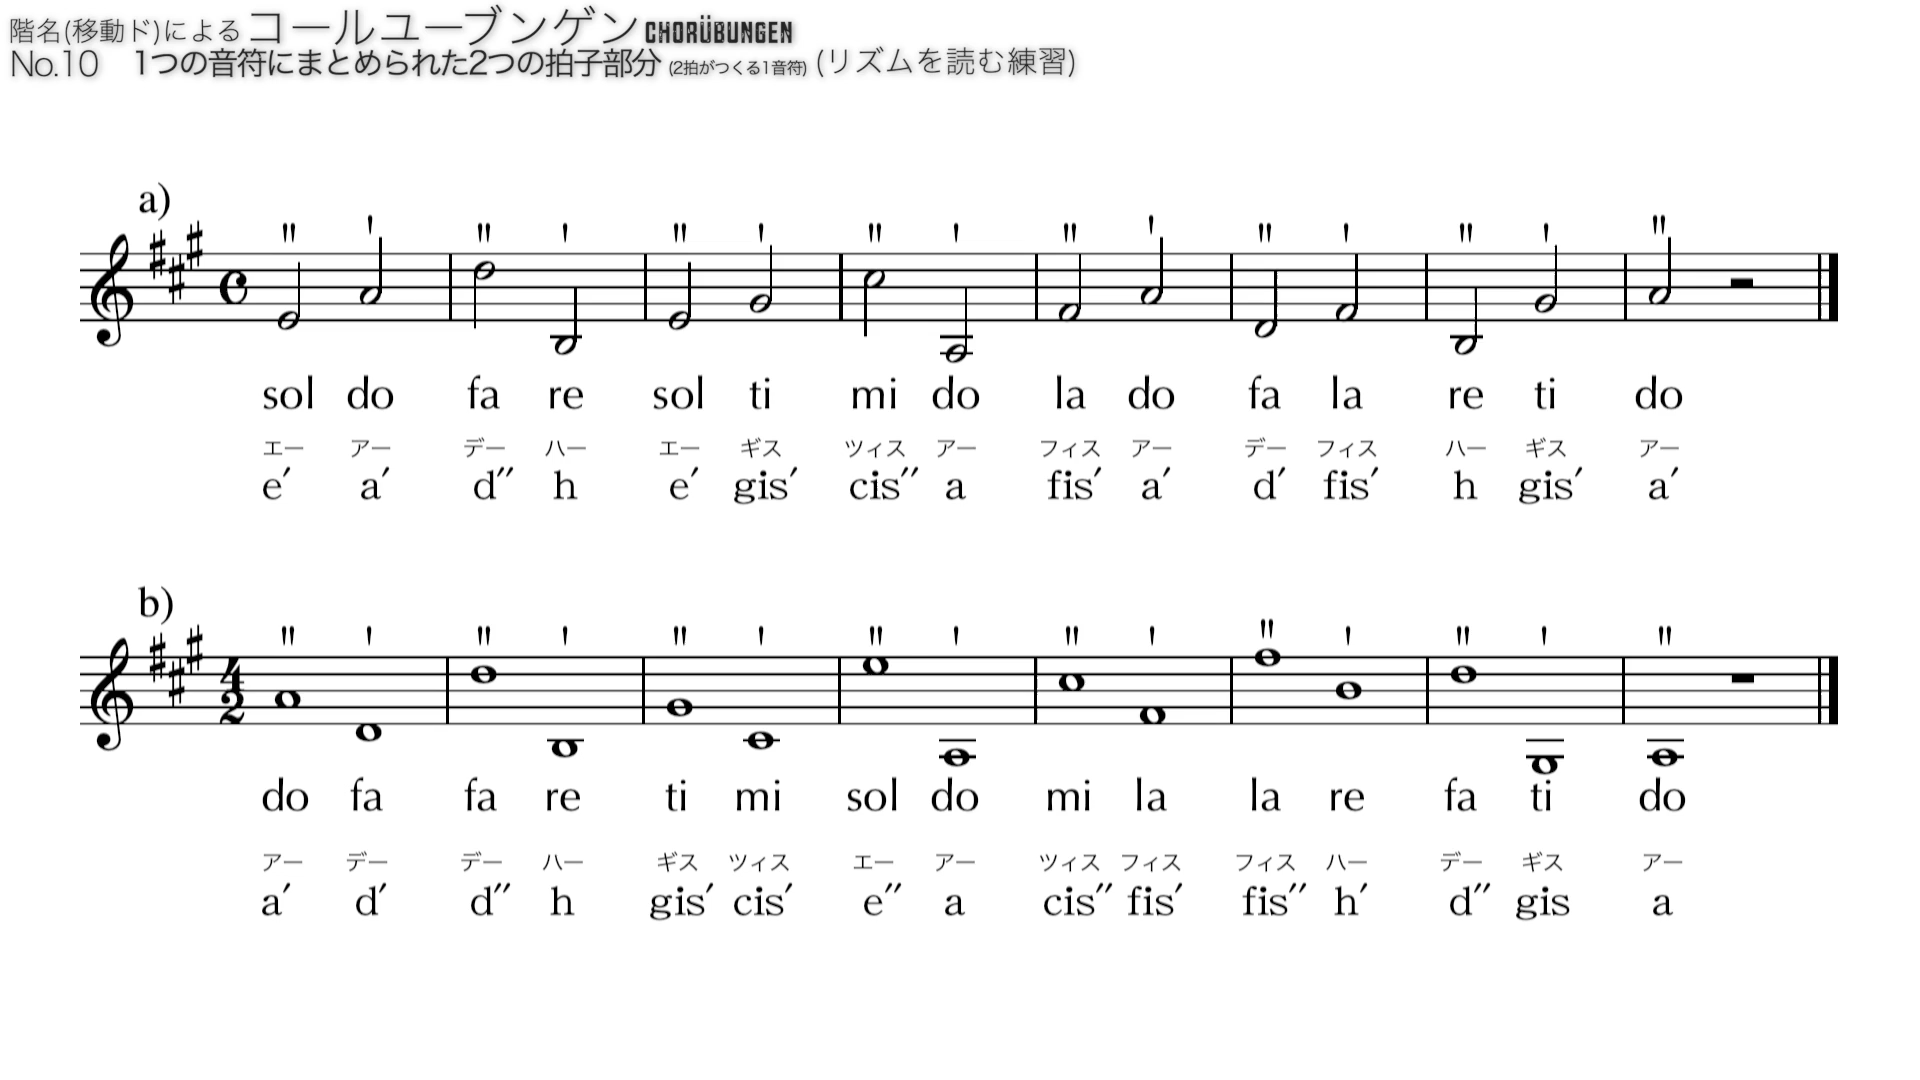 階名(移動ド)による コールユーブンゲン CHORÜBUNGEN
No.10 1つの音符にまとめられた2つの拍子部分 (2拍がつくる1音符) (リズムを読む練習)
a)
" ' " ' " ' " ' " ' " ' " ' "
sol do fa re sol ti mi do la do fa la re ti do
エー アー デー ハー エー ギス ツィス アー フィス アー デー フィス ハー ギス アー
e′ a′ d″ h e′ gis′ cis″ a fis′ a′ d′ fis′ h gis′ a′
b)
" ' " ' " ' " ' " ' " ' " ' "
4
2
do fa fa re ti mi sol do mi la la re fa ti do
アー デー デー ハー ギス ツィス エー アー ツィス フィス フィス ハー デー ギス アー
a′ d′ d″ h gis′ cis′ e″ a cis″ fis′ fis″ h′ d″ gis a